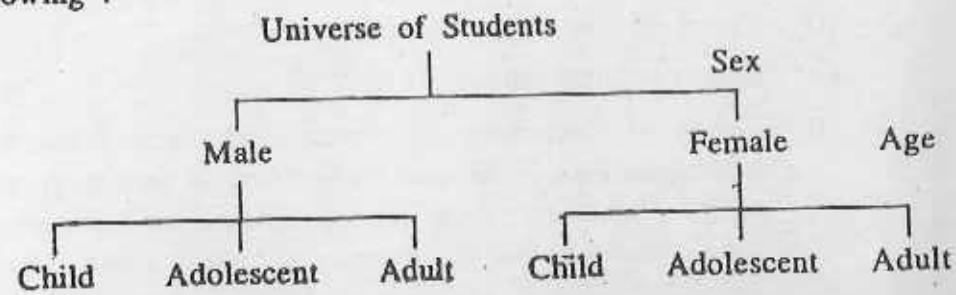 owing :
Universe of Students
Sex
Male Female Age
Child Adolescent Adult Child Adolescent Adult